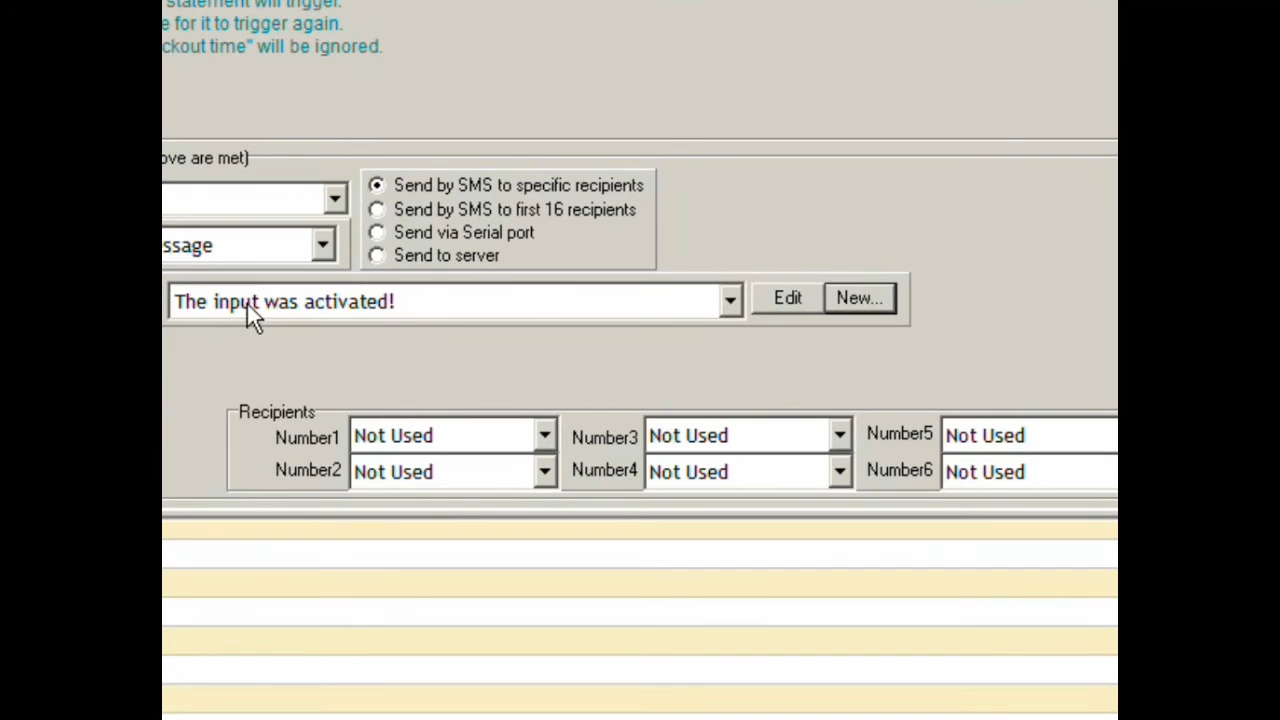 statement will trigger.
e for it to trigger again.
ckout time" will be ignored.
ove are met)
Send by SMS to specific recipients
Send by SMS to first 16 recipients
Send via Serial port
Send to server
ssage
The input was activated!
Edit
New...
Recipients
Number1 Not Used Number3 Not Used Number5 Not Used
Number2 Not Used Number4 Not Used Number6 Not Used